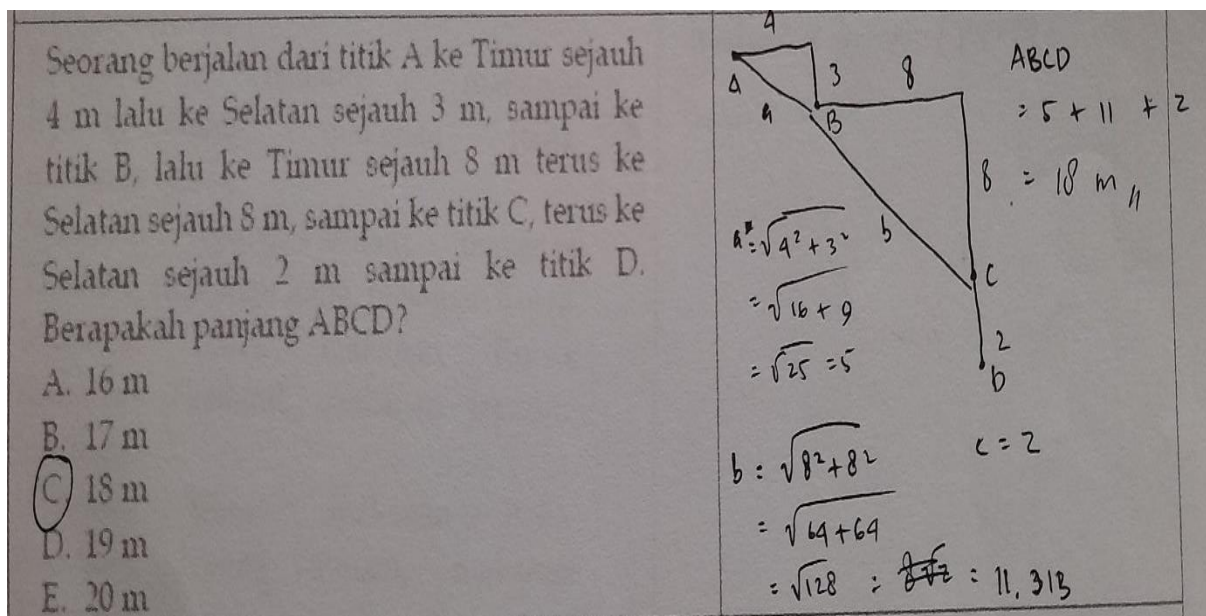 Seorang berjalan dari titik A ke Timur sejauh
4 m lalu ke Selatan sejauh 3 m, sampai ke
titik B, lalu ke Timur sejauh 8 m terus ke
Selatan sejauh 8 m, sampai ke titik C, terus ke
Selatan sejauh 2 m sampai ke titik D.
Berapakah panjang ABCD?
A. 16 m
B. 17 m
C. 18 m
D. 19 m
E. 20 m
4
A
3
a
B
8
8
b
C
2
D
ABCD
= 5 + 11 + 2
= 18 m
a = √4² + 3²
= √16 + 9
= √25 = 5
c = 2
b = √8² + 8²
= √64 + 64
= √128 = = 11,313